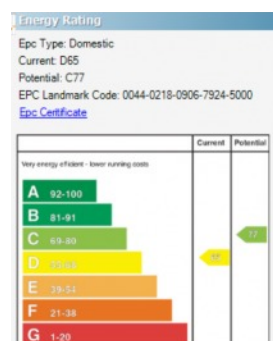 Energy Rating
Epc Type: Domestic
Current: D65
Potential: C77
EPC Landmark Code: 0044-0218-0906-7924-5000
Epc Certificate
Current Potential
Very energy efficient - lower running costs
A 92-100
B 81-91
C 69-80
77
D
E 39-54
F 21-38
G 1-20